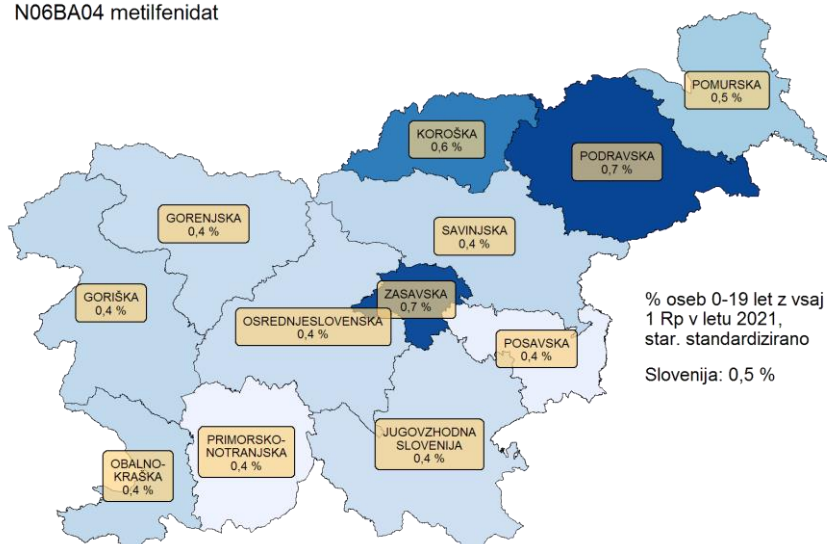 N06BA04 metilfenidat
POMURSKA
0,5 %
KOROŠKA
0,6 %
PODRAVSKA
0,7 %
GORENJSKA
0,4 %
SAVINJSKA
0,4 %
GORIŠKA
0,4 %
ZASAVSKA
0,7 %
OSREDNJESLOVENSKA
0,4 %
POSAVSKA
0,4 %
% oseb 0-19 let z vsaj
1 Rp v letu 2021,
star. standardizirano
Slovenija: 0,5 %
PRIMORSKO-
NOTRANJSKA
0,4 %
JUGOVZHODNA
SLOVENIJA
0,4 %
OBALNO-
KRAŠKA
0,4 %